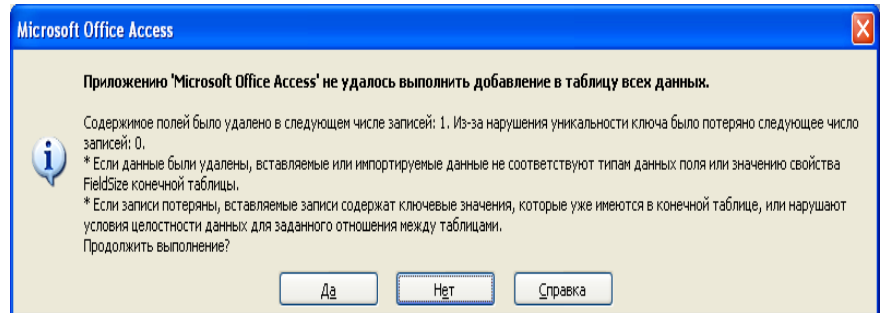 Microsoft Office Access
Приложению 'Microsoft Office Access' не удалось выполнить добавление в таблицу всех данных.
Содержимое полей было удалено в следующем числе записей: 1. Из-за нарушения уникальности ключа было потеряно следующее число
записей: 0.
* Если данные были удалены, вставляемые или импортируемые данные не соответствуют типам данных поля или значению свойства
FieldSize конечной таблицы.
* Если записи потеряны, вставляемые записи содержат ключевые значения, которые уже имеются в конечной таблице, или нарушают
условия целостности данных для заданного отношения между таблицами.
Продолжить выполнение?
Да Нет Справка